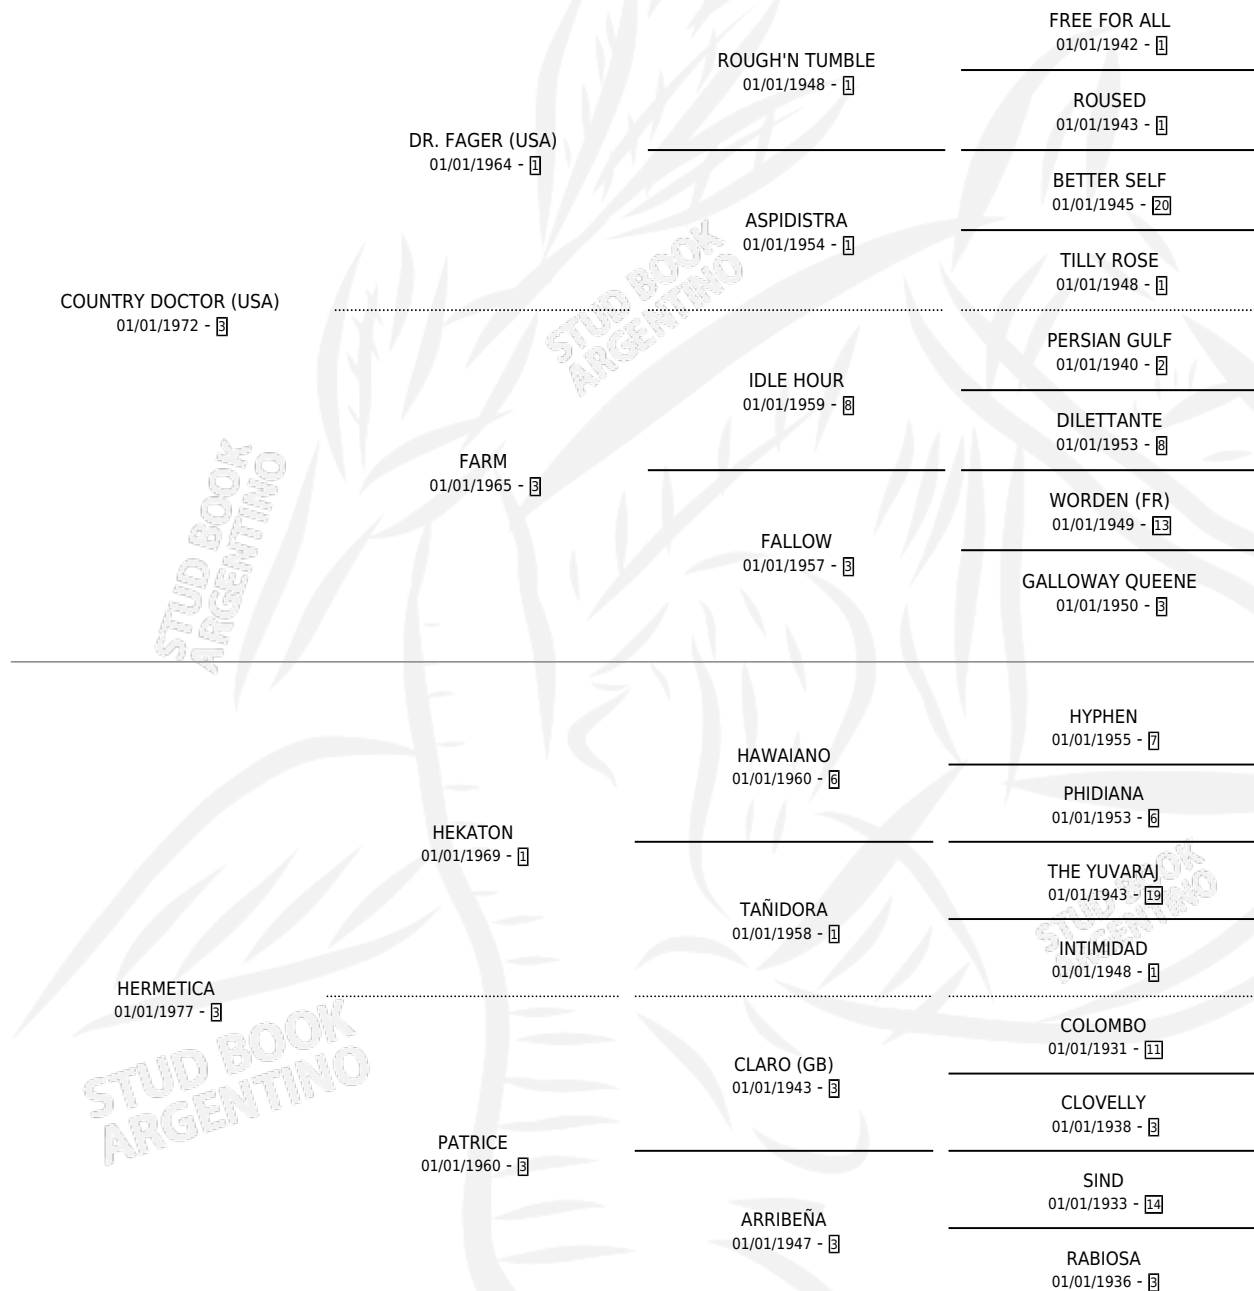 FREE FOR ALL
01/01/1942 - 1
ROUGH'N TUMBLE
01/01/1948 - 1
ROUSED
01/01/1943 - 1
DR. FAGER (USA)
01/01/1964 - 1
BETTER SELF
01/01/1945 - 20
ASPIDISTRA
01/01/1954 - 1
TILLY ROSE
01/01/1948 - 1
COUNTRY DOCTOR (USA)
01/01/1972 - 3
PERSIAN GULF
01/01/1940 - 2
IDLE HOUR
01/01/1959 - 8
DILETTANTE
01/01/1953 - 8
FARM
01/01/1965 - 3
WORDEN (FR)
01/01/1949 - 13
FALLOW
01/01/1957 - 3
GALLOWAY QUEENE
01/01/1950 - 3
HYPHEN
01/01/1955 - 7
HAWAIANO
01/01/1960 - 6
PHIDIANA
01/01/1953 - 6
HEKATON
01/01/1969 - 1
THE YUVARAJ
01/01/1943 - 19
TAÑIDORA
01/01/1958 - 1
INTIMIDAD
01/01/1948 - 1
HERMETICA
01/01/1977 - 3
COLOMBO
01/01/1931 - 11
CLARO (GB)
01/01/1943 - 3
CLOVELLY
01/01/1938 - 3
PATRICE
01/01/1960 - 3
SIND
01/01/1933 - 14
ARRIBEÑA
01/01/1947 - 3
RABIOSA
01/01/1936 - 3
STUD BOOK
ARGENTINO
STUD BOOK
ARGENTINO
STUD BOOK
ARGENTINO
STUD BOOK
ARGENTINO